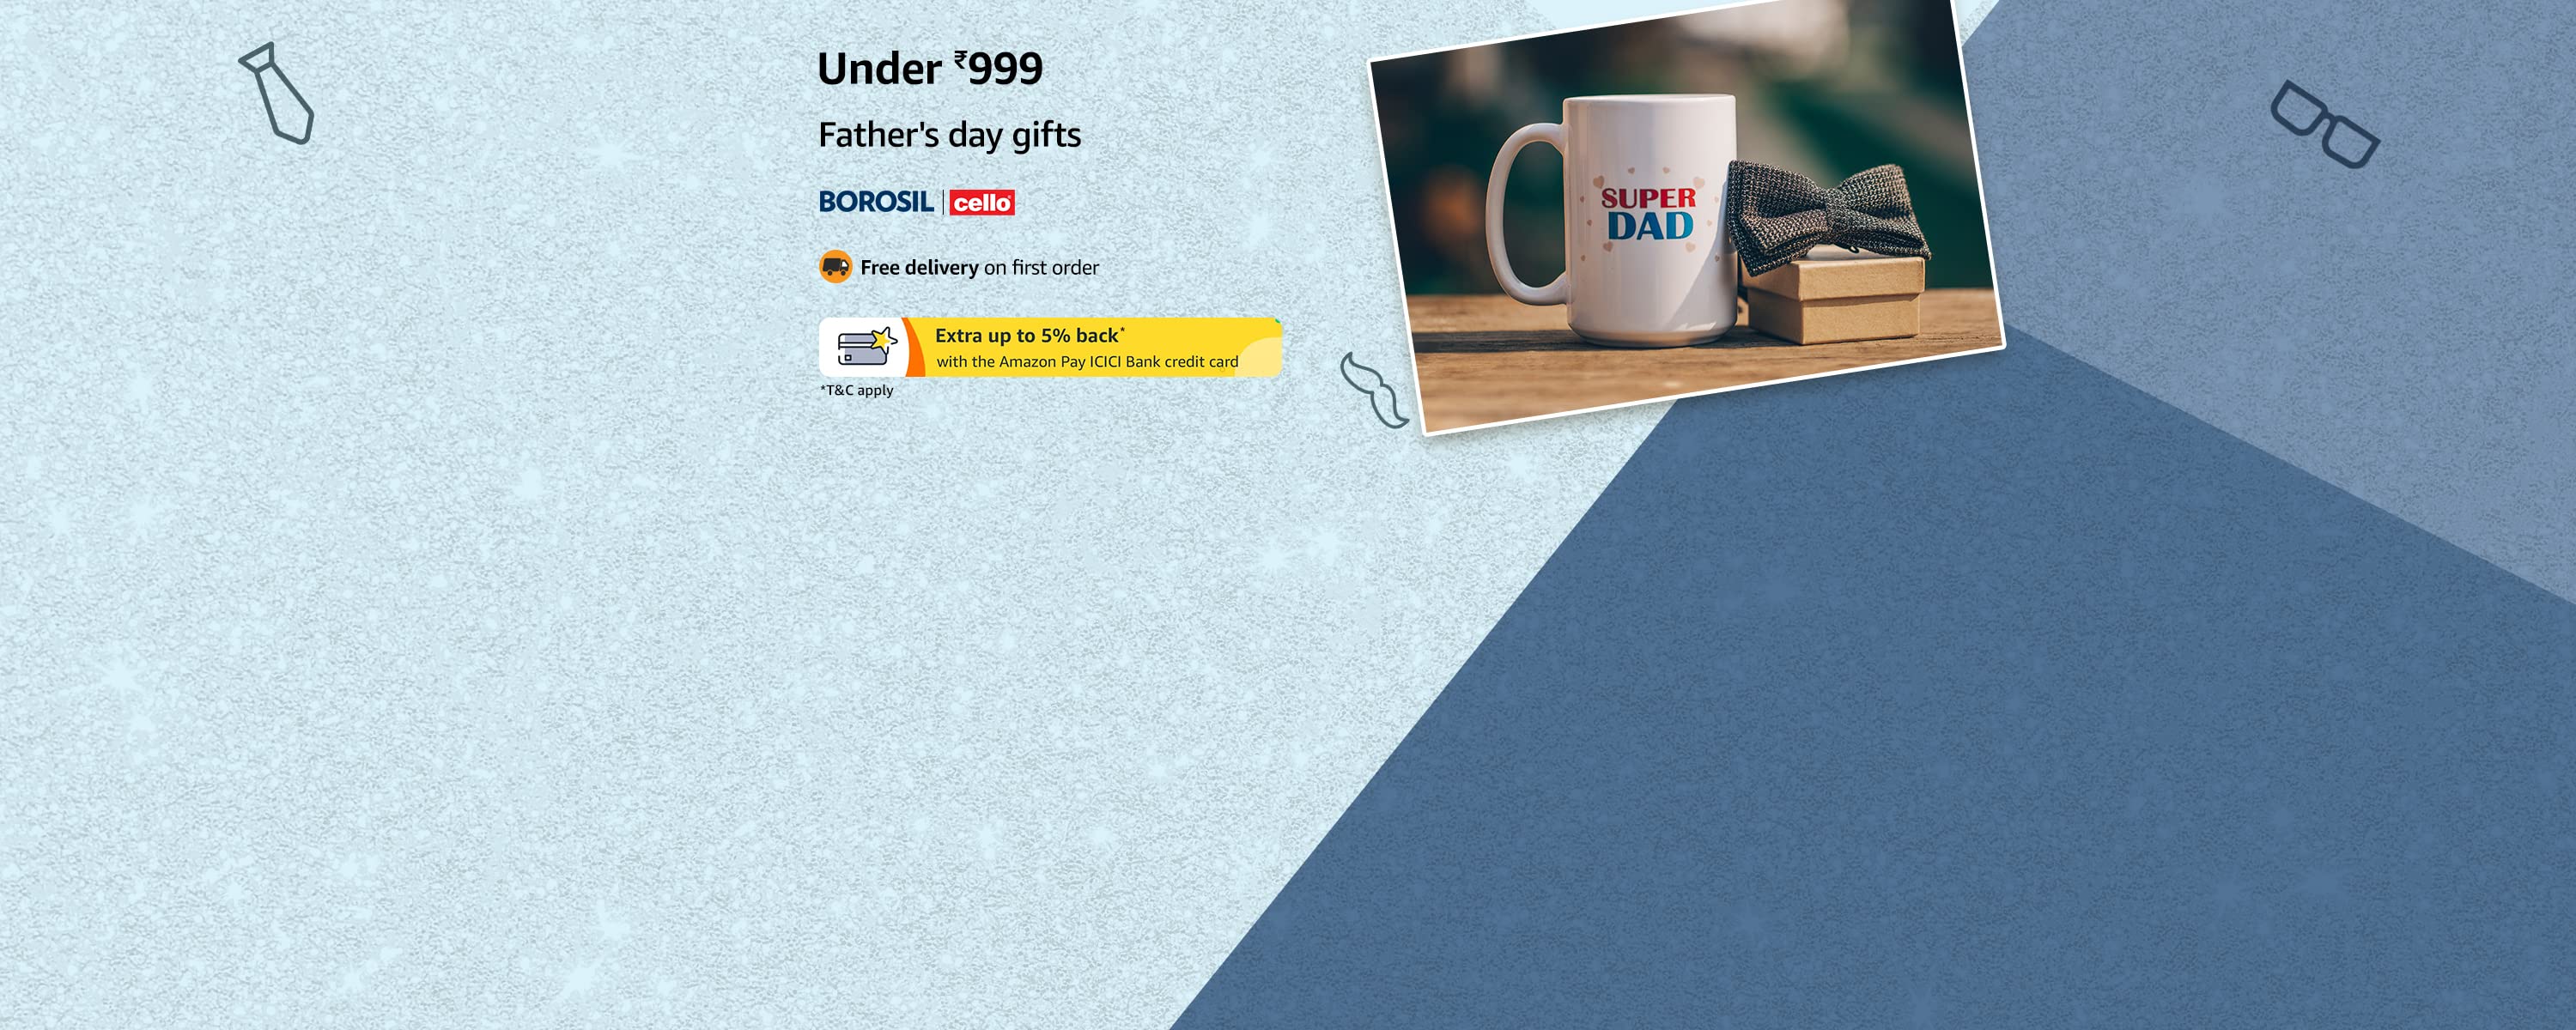 Under ₹999
Father's day gifts
BOROSIL | cello
Free delivery on first order
Extra up to 5% back*
with the Amazon Pay ICICI Bank credit card
*T&C apply
SUPER
DAD